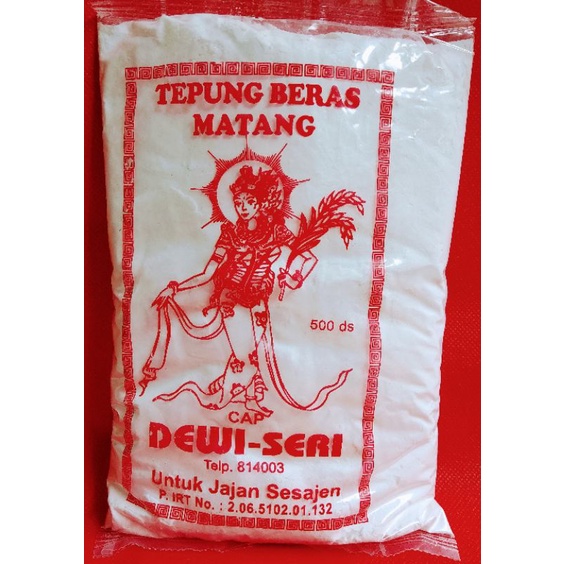 TEPUNG BERAS
MATANG
500 ds
CAP
DEWI-SERI
Telp. 814003
Untuk Jajan Sesajen
P. IRT No. : 2.06.5102.01.132